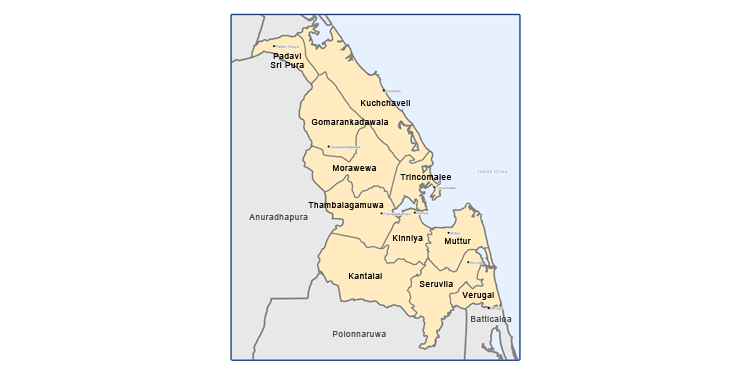 Padavi
Sri Pura
Kuchchaveli
Gomarankadawala
Morawewa
Trincomalee
Indian Ocean
Thambalagamuwa
Anuradhapura
Kinniya
Muttur
Kantalai
Seruvila
Verugal
Batticaloa
Polonnaruwa